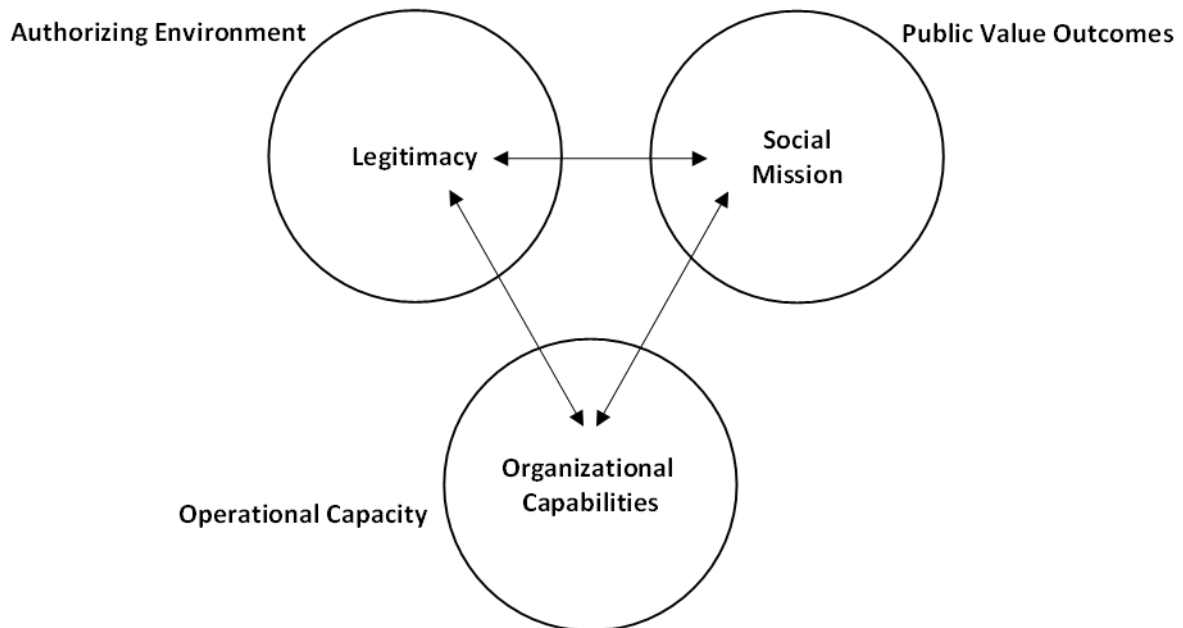 Authorizing Environment
Public Value Outcomes
Legitimacy
Social
Mission
Organizational
Capabilities
Operational Capacity